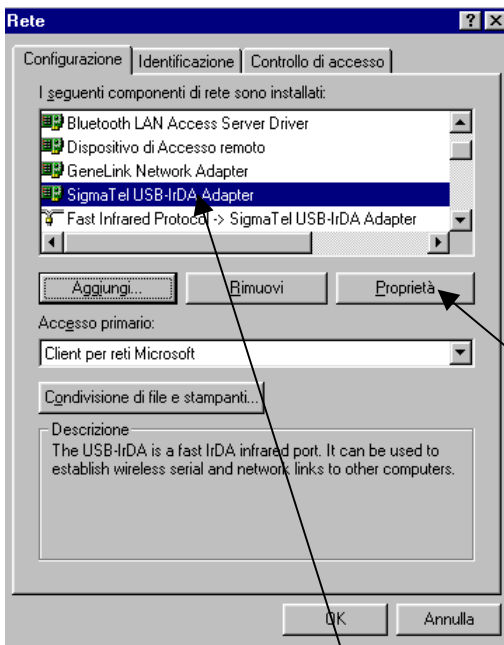 Rete
Configurazione Identificazione Controllo di accesso
I seguenti componenti di rete sono installati:
Bluetooth LAN Access Server Driver
Dispositivo di Accesso remoto
GeneLink Network Adapter
SigmaTel USB-IrDA Adapter
Fast Infrared Protocol -> SigmaTel USB-IrDA Adapter
Aggiungi... Rimuovi Proprietà
Accesso primario:
Client per reti Microsoft
Condivisione di file e stampanti...
Descrizione
The USB-IrDA is a fast IrDA infrared port. It can be used to
establish wireless serial and network links to other computers.
OK Annulla